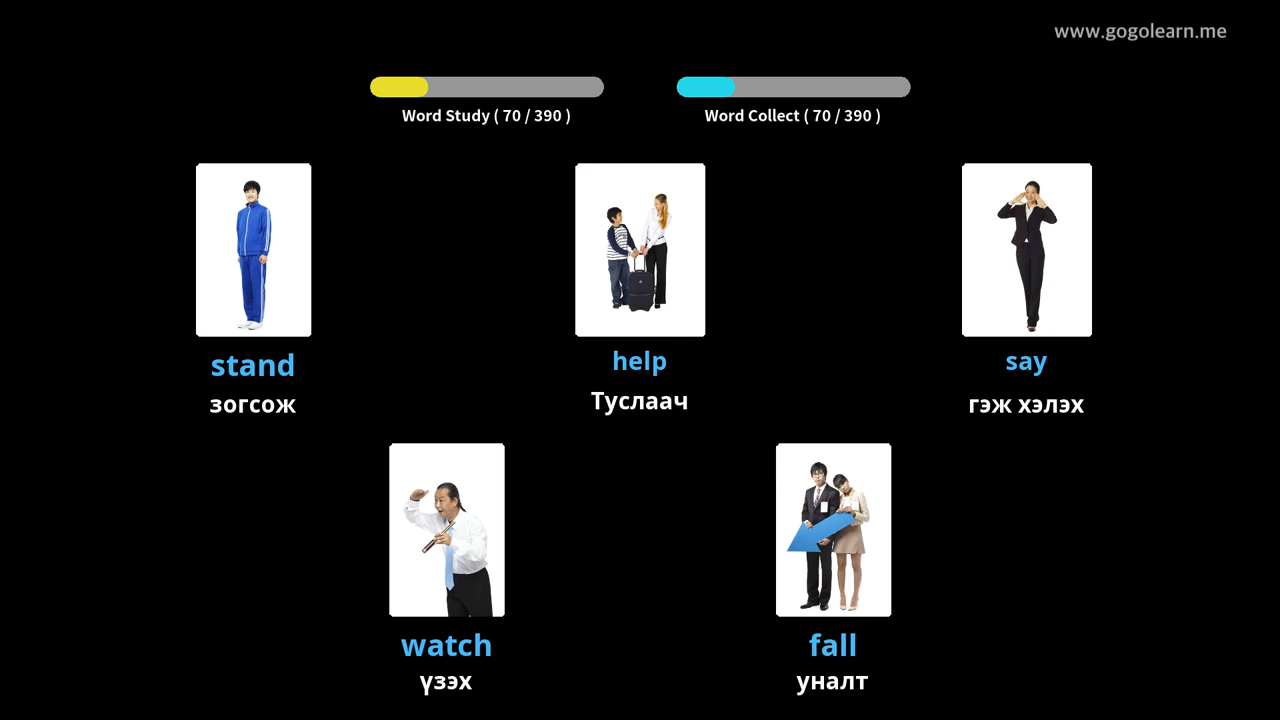 www.gogolearn.me
Word Study ( 70 / 390 )
Word Collect ( 70 / 390 )
stand
зогсож
help
Туслаач
say
гэж хэлэх
watch
үзэх
fall
уналт